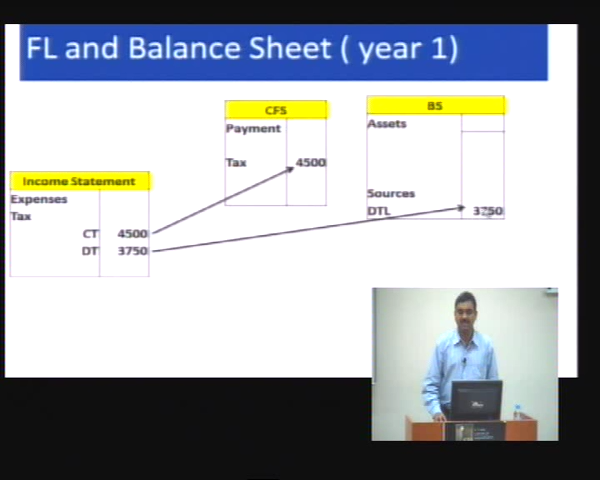 FL and Balance Sheet ( year 1)
CFS
Payment
Tax 4500
BS
Assets
Sources
DTL 3750
Income Statement
Expenses
Tax
CT 4500
DT 3750